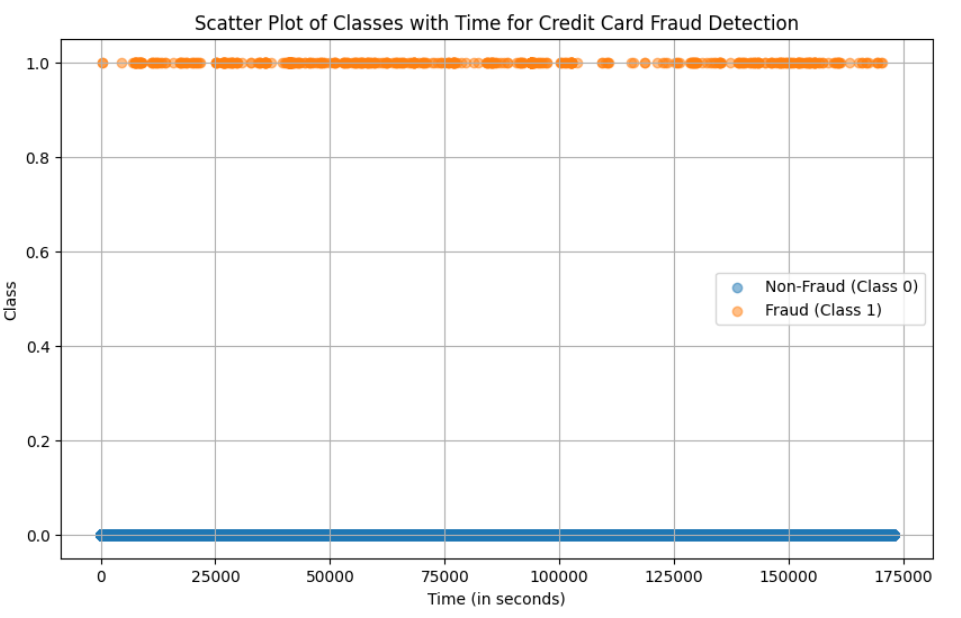 Scatter Plot of Classes with Time for Credit Card Fraud Detection
1.0
0.8
0.6
0.4
0.2
0.0
Class
Non-Fraud (Class 0)
Fraud (Class 1)
0 25000 50000 75000 100000 125000 150000 175000
Time (in seconds)